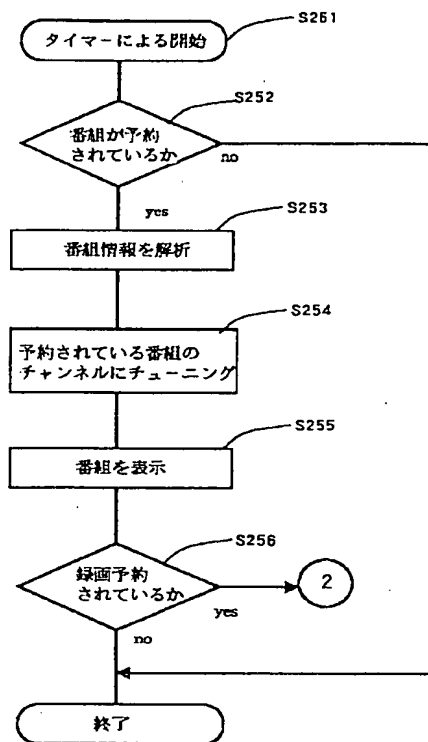 S251
タイマーによる開始
S252
番組が予約
されているか
no
yes
S253
番組情報を解析
S254
予約されている番組の
チャンネルにチューニング
S255
番組を表示
S256
録画予約
されているか
yes
2
no
終了